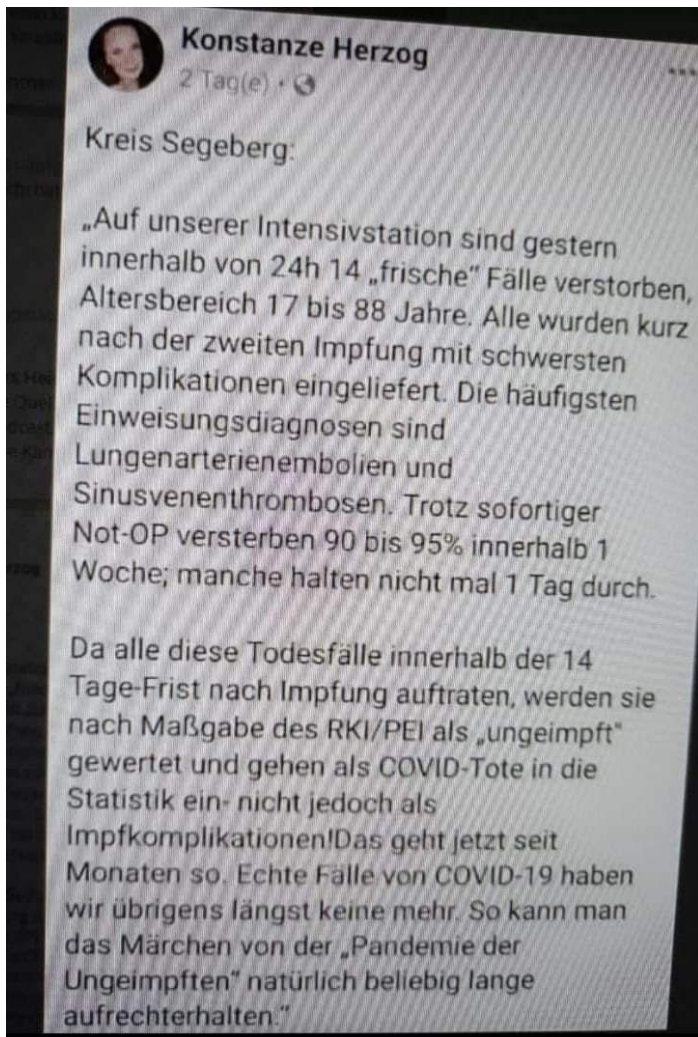 Konstanze Herzog
2 Tag(e) ·
Kreis Segeberg:
„Auf unserer Intensivstation sind gestern
innerhalb von 24h 14 „frische" Fälle verstorben,
Altersbereich 17 bis 88 Jahre. Alle wurden kurz
nach der zweiten Impfung mit schwersten
Komplikationen eingeliefert. Die häufigsten
Einweisungsdiagnosen sind
Lungenarterienembolien und
Sinusvenenthrombosen. Trotz sofortiger
Not-OP versterben 90 bis 95% innerhalb 1
Woche; manche halten nicht mal 1 Tag durch.
Da alle diese Todesfälle innerhalb der 14
Tage-Frist nach Impfung auftraten, werden sie
nach Maßgabe des RKI/PEI als „ungeimpft"
gewertet und gehen als COVID-Tote in die
Statistik ein- nicht jedoch als
Impfkomplikationen!Das geht jetzt seit
Monaten so. Echte Fälle von COVID-19 haben
wir übrigens längst keine mehr. So kann man
das Märchen von der „Pandemie der
Ungeimpften" natürlich beliebig lange
aufrechterhalten."